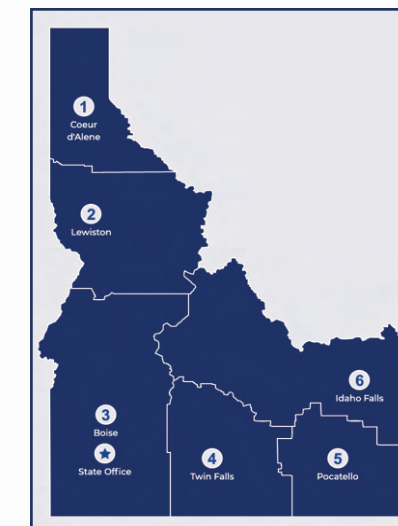 1
Coeur
d'Alene
2
Lewiston
3
Boise
State Office
4
Twin Falls
5
Pocatello
6
Idaho Falls